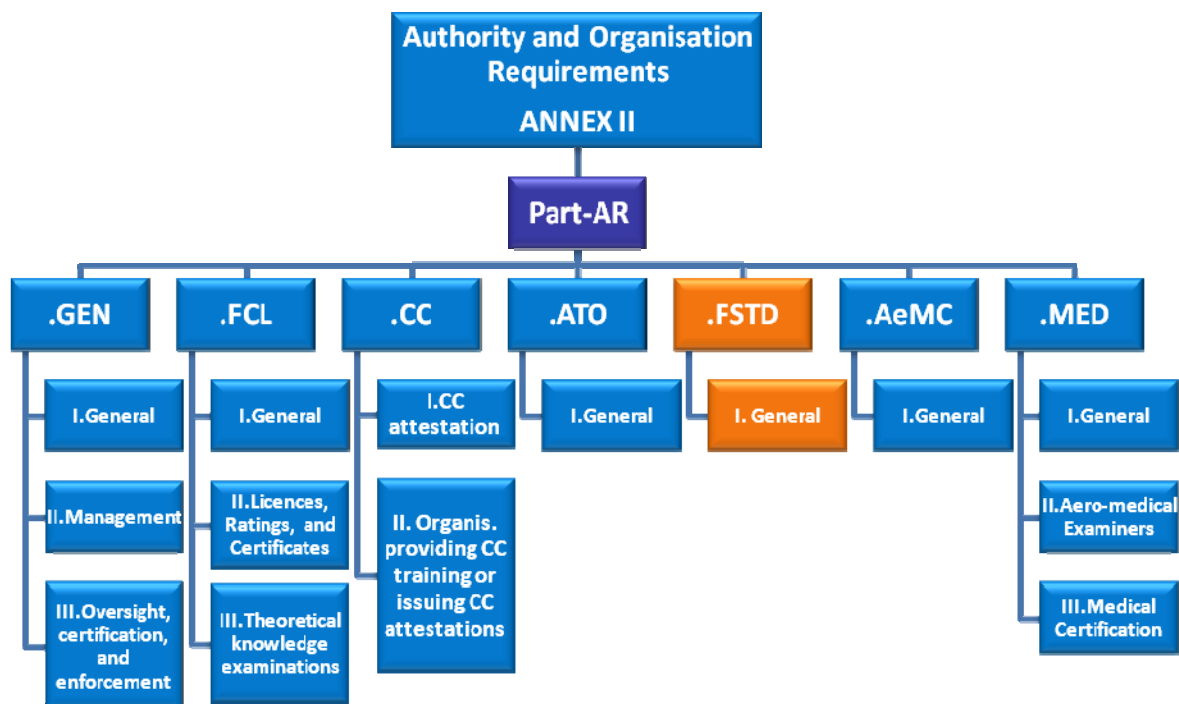 Authority and Organisation
Requirements
ANNEX II
Part-AR
.GEN
.FCL
.CC
.ATO
.FSTD
.AeMC
.MED
I.General
I.General
I.CC
attestation
I.General
I. General
I.General
I.General
II.Management
II.Licences,
Ratings, and
Certificates
II. Organis.
providing CC
training or
issuing CC
attestations
II.Aero-medical
Examiners
III.Oversight,
certification,
and
enforcement
III.Theoretical
knowledge
examinations
III.Medical
Certification